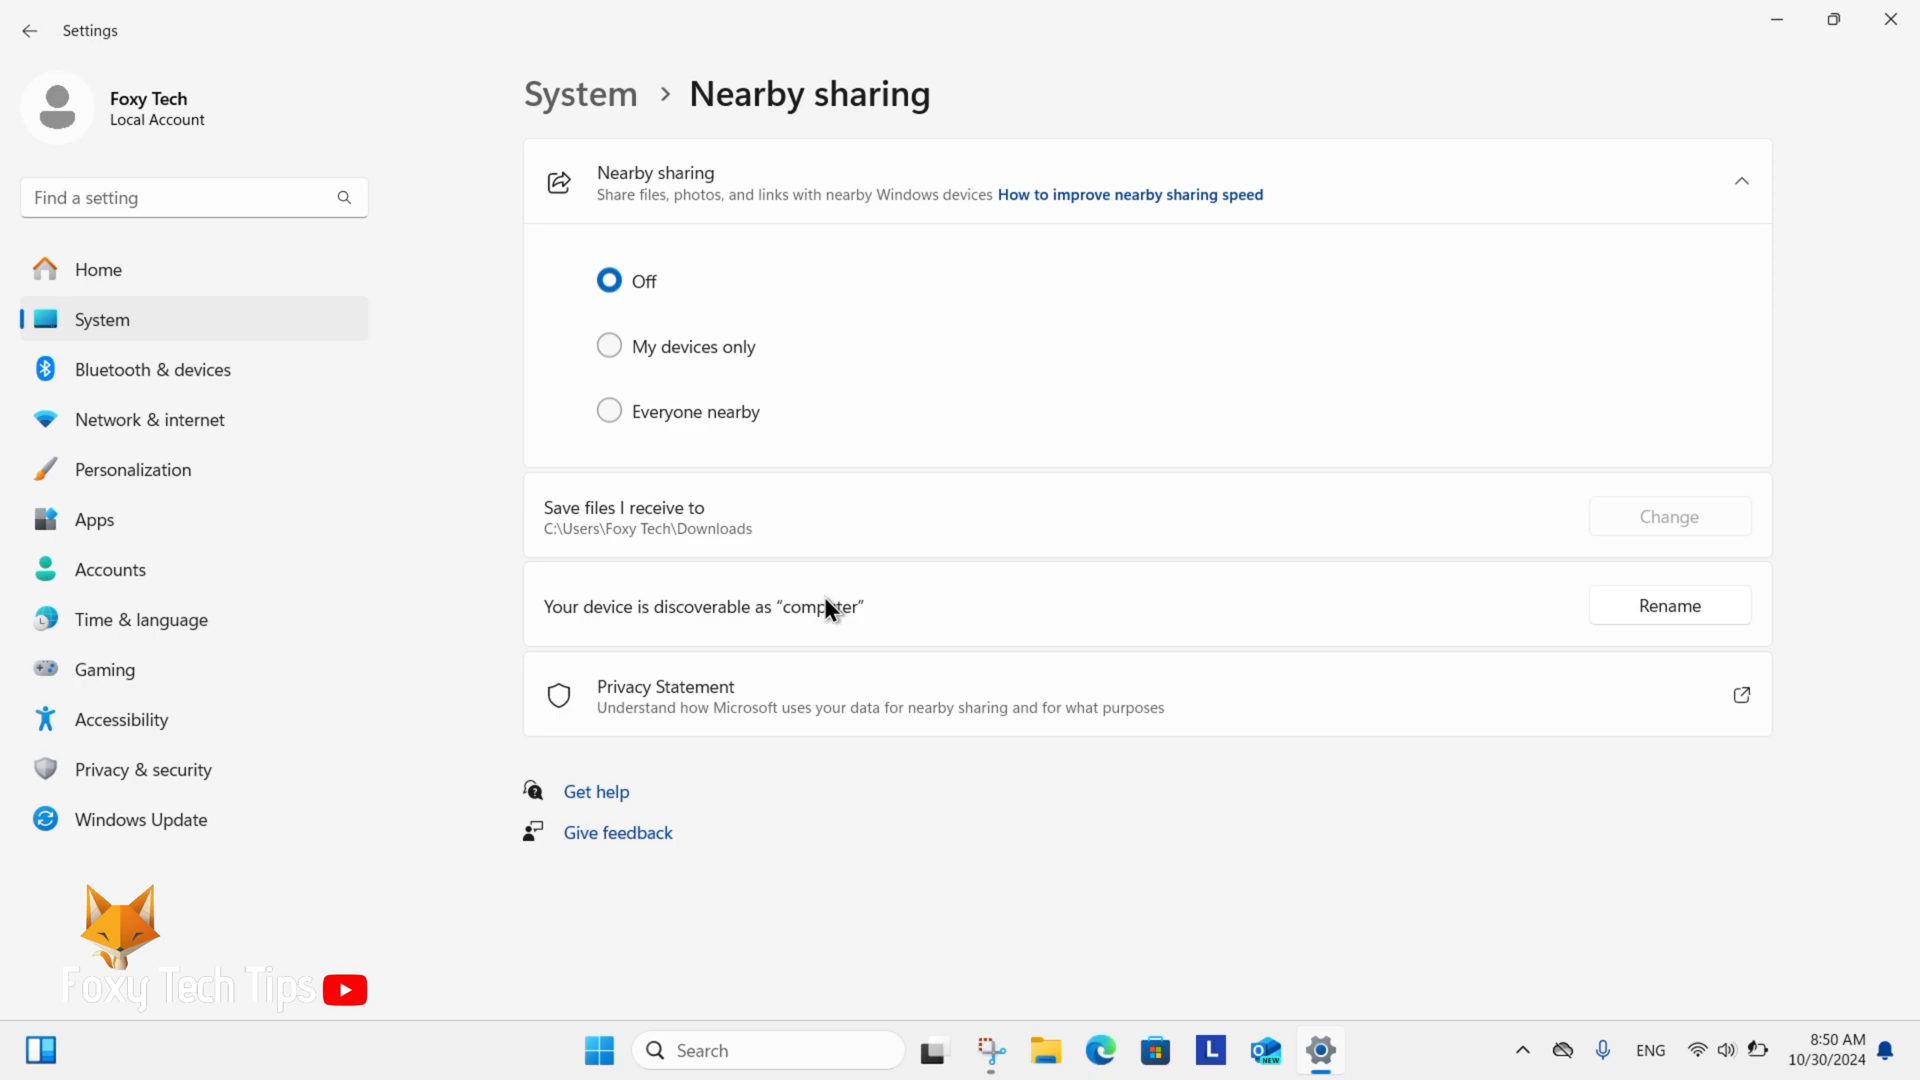 Settings
Foxy Tech
Local Account
Find a setting
Home
System
Bluetooth & devices
Network & internet
Personalization
Apps
Accounts
Time & language
Gaming
Accessibility
Privacy & security
Windows Update
System > Nearby sharing
Nearby sharing
Share files, photos, and links with nearby Windows devices How to improve nearby sharing speed
Off
My devices only
Everyone nearby
Save files I receive to
C:\Users\Foxy Tech\Downloads
Change
Your device is discoverable as “computer”
Rename
Privacy Statement
Understand how Microsoft uses your data for nearby sharing and for what purposes
Get help
Give feedback
Foxy Tech Tips
Search
L
NEW
ENG
8:50 AM
10/30/2024